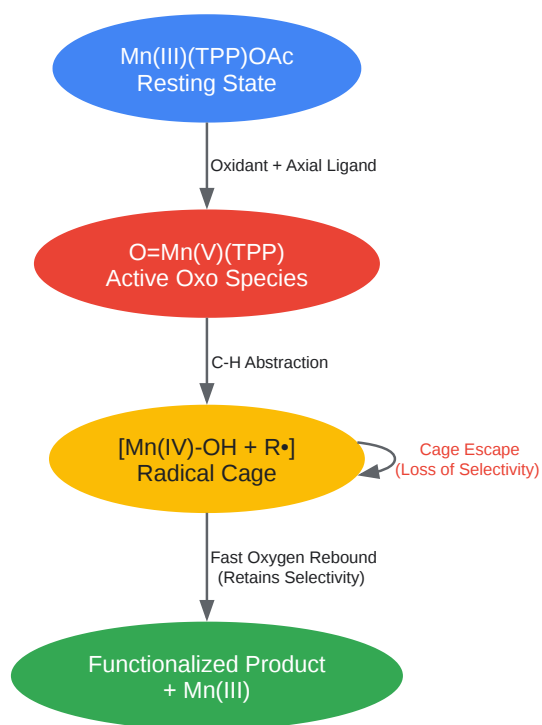 Mn(III)(TPP)OAc
Resting State
Oxidant + Axial Ligand
O=Mn(V)(TPP)
Active Oxo Species
C-H Abstraction
[Mn(IV)-OH + R•]
Radical Cage
Cage Escape
(Loss of Selectivity)
Fast Oxygen Rebound
(Retains Selectivity)
Functionalized Product
+ Mn(III)